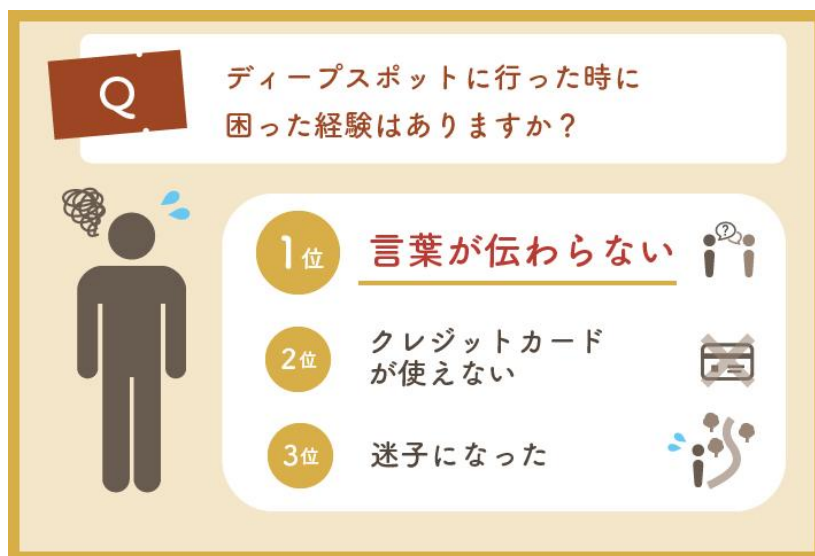 Q
ディープスポットに行った時に
困った経験はありますか？
1位
言葉が伝わらない
?
2位
クレジットカード
が使えない
3位
迷子になった